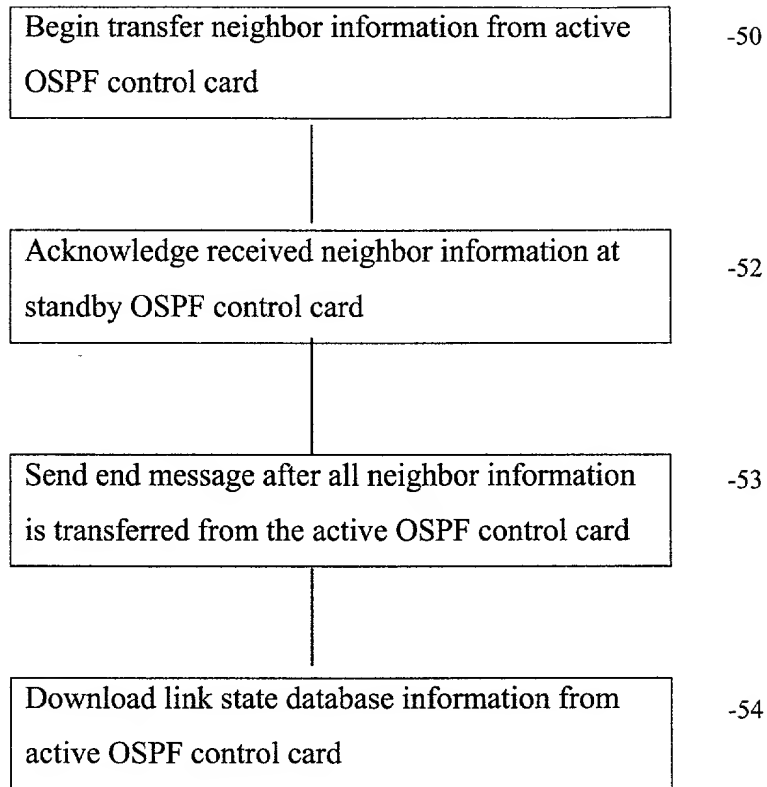 Begin transfer neighbor information from active
OSPF control card
-50
Acknowledge received neighbor information at
standby OSPF control card
-52
Send end message after all neighbor information
is transferred from the active OSPF control card
-53
Download link state database information from
active OSPF control card
-54